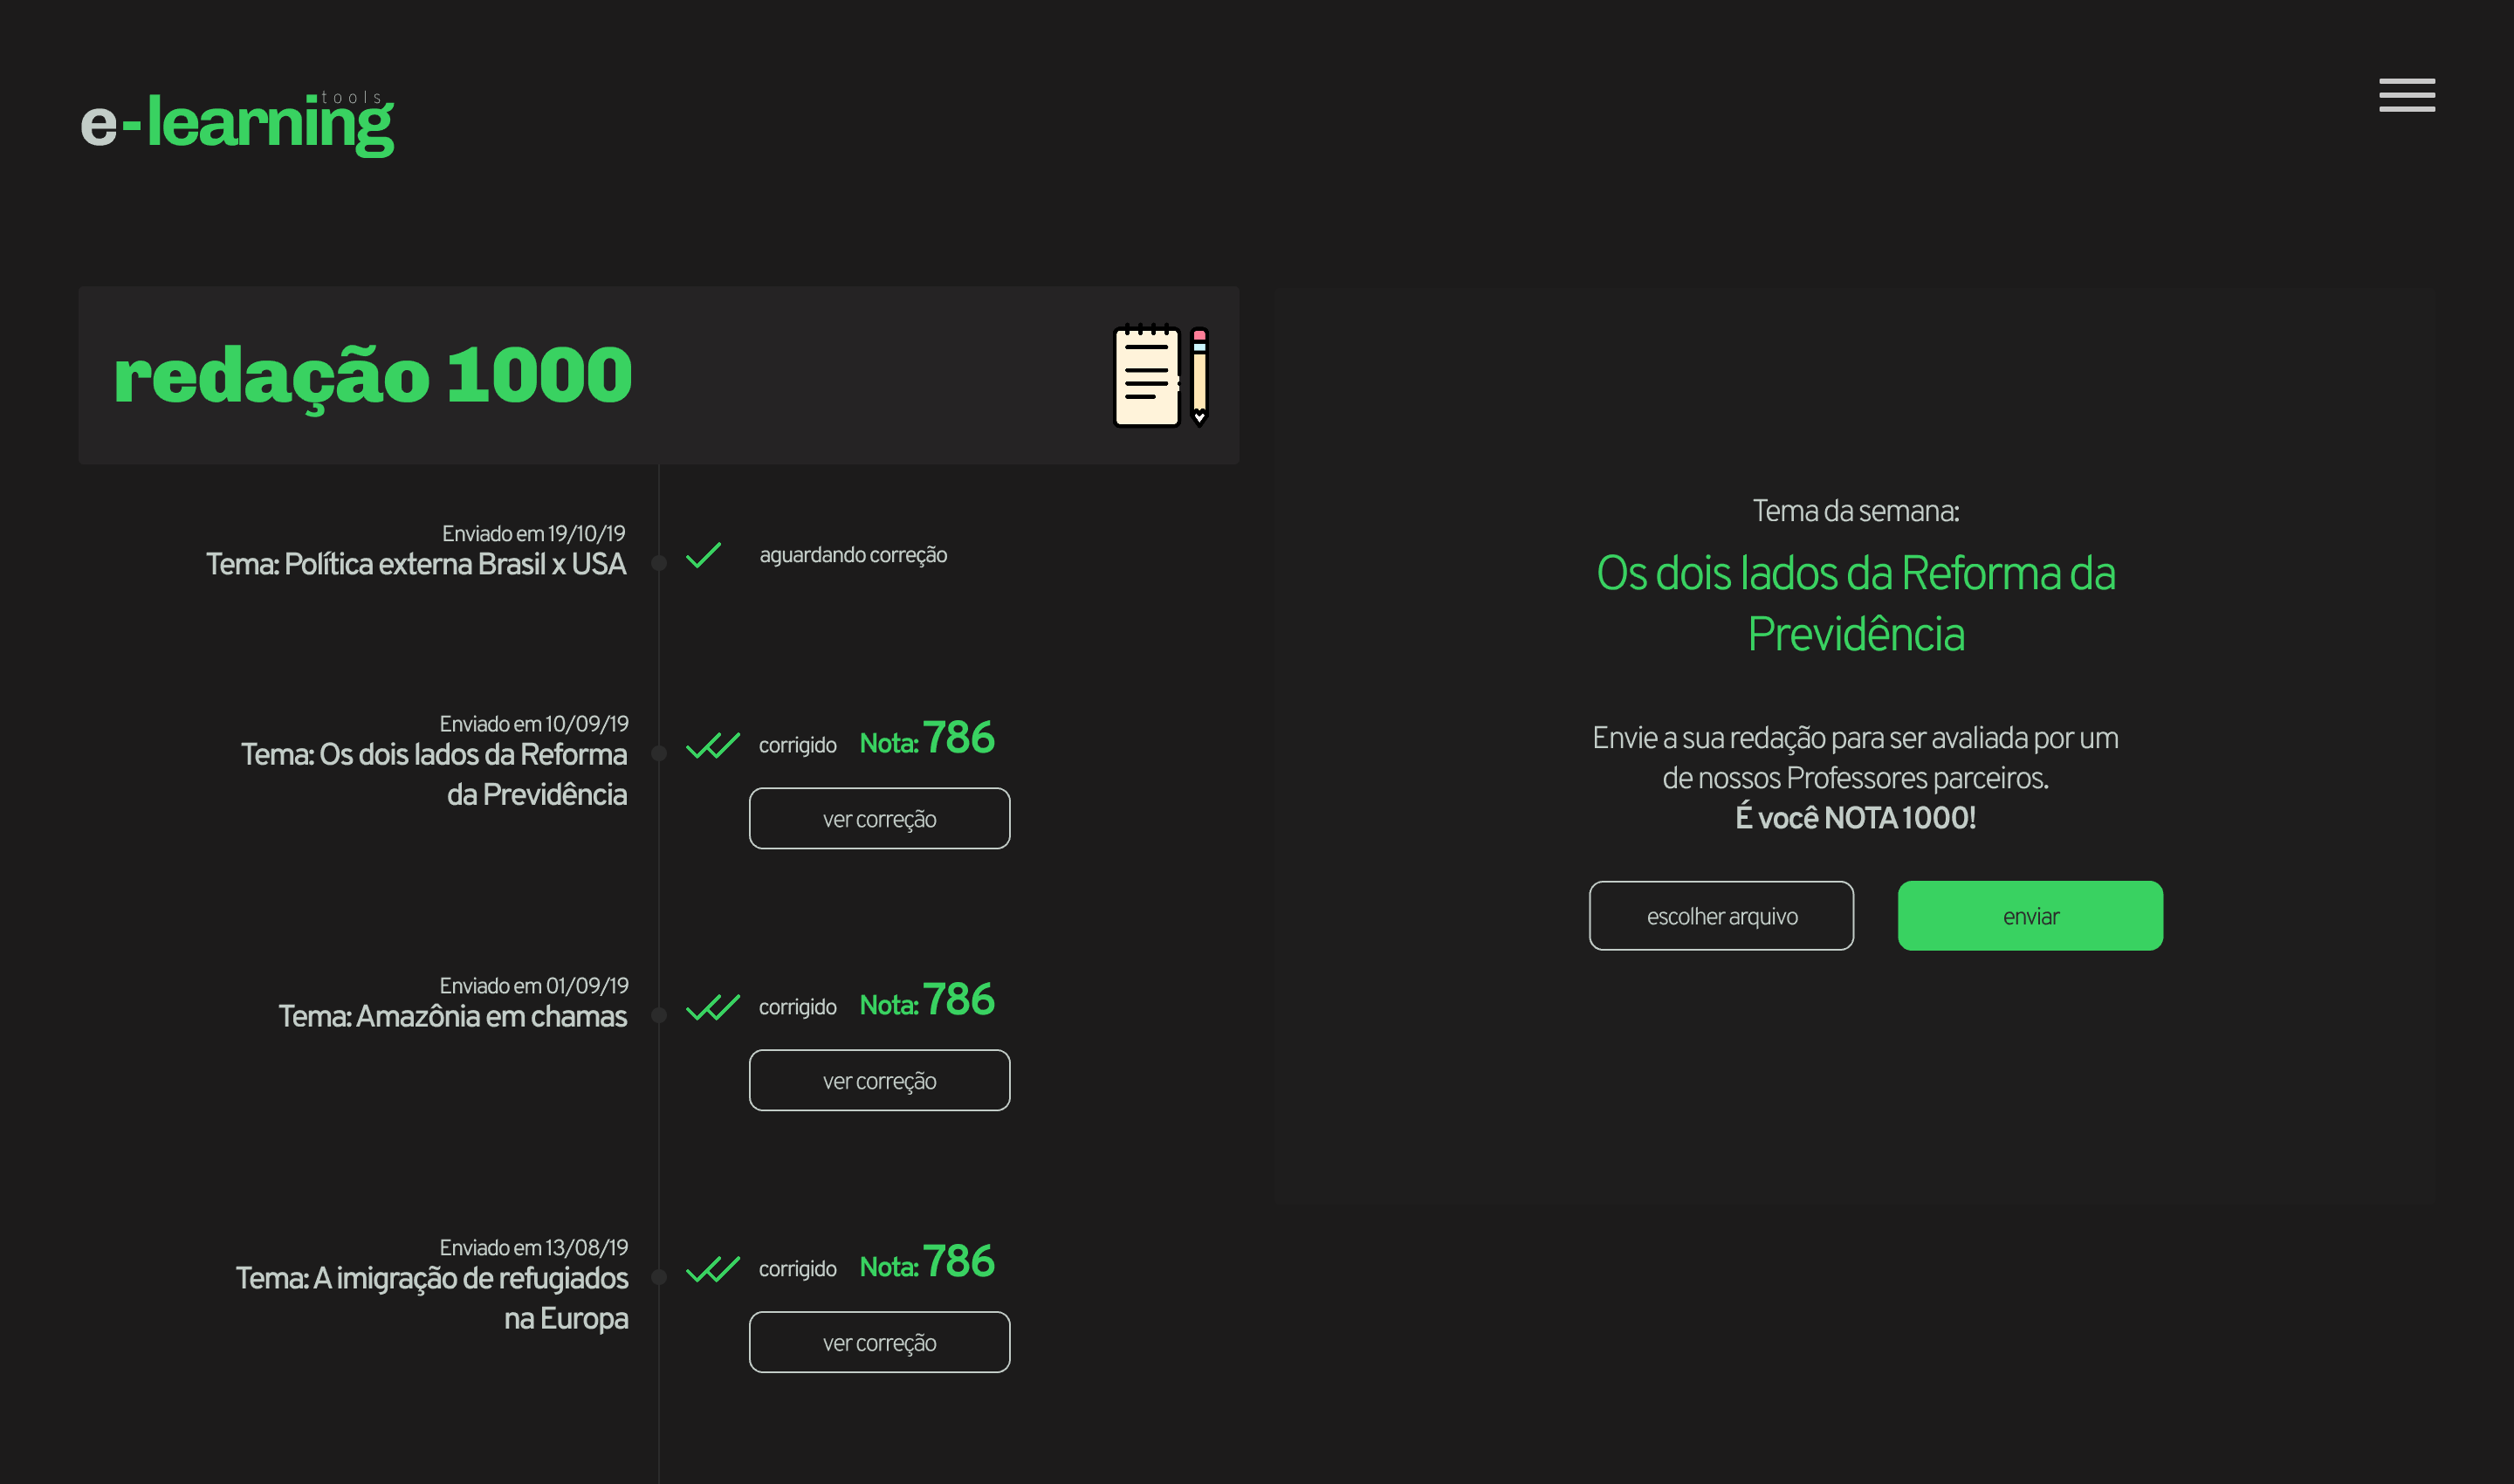 tools
e-learning
redação 1000
Enviado em 19/10/19
Tema: Política externa Brasil x USA
aguardando correção
Enviado em 10/09/19
Tema: Os dois lados da Reforma
da Previdência
corrigido Nota: 786
ver correção
Enviado em 01/09/19
Tema: Amazônia em chamas
corrigido Nota: 786
ver correção
Enviado em 13/08/19
Tema: A imigração de refugiados
na Europa
corrigido Nota: 786
ver correção
Tema da semana:
Os dois lados da Reforma da
Previdência
Envie a sua redação para ser avaliada por um
de nossos Professores parceiros.
É você NOTA 1000!
escolher arquivo
enviar